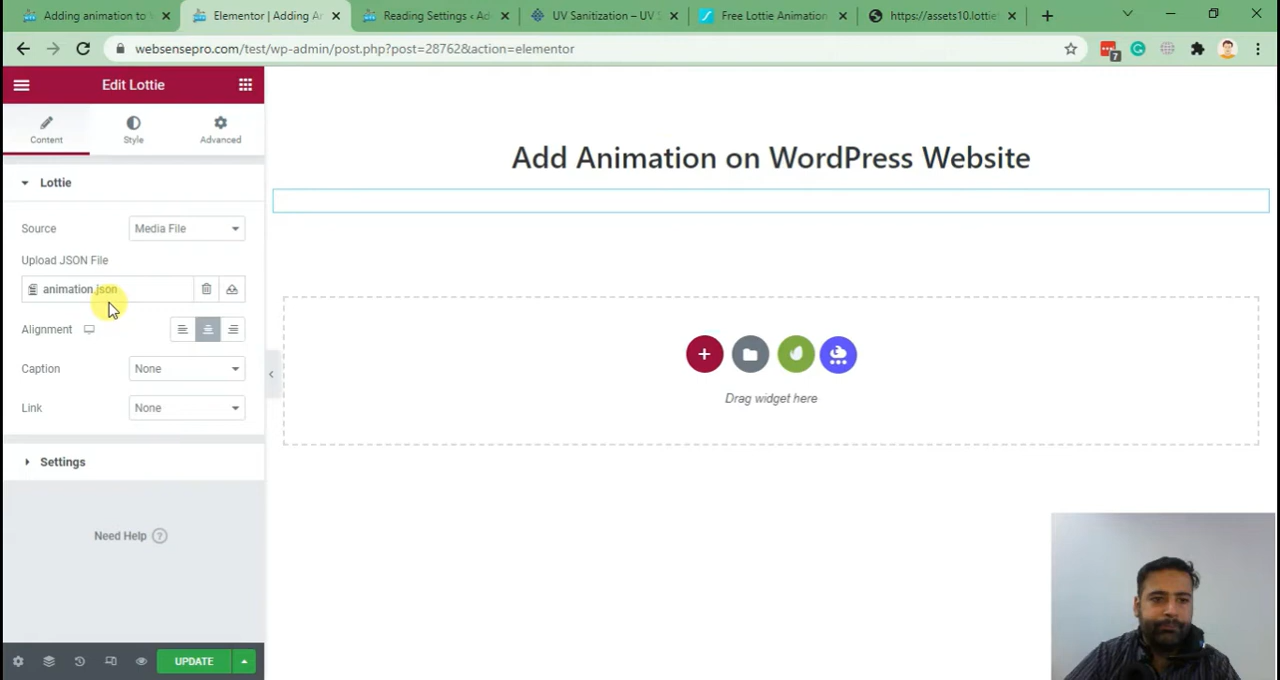 Adding animation to
Elementor | Adding A
Reading Settings ‹ Ad
UV Sanitization – UV
Free Lottie Animation
https://assets10.lottie
websensepro.com/test/wp-admin/post.php?post=28762&action=elementor
7
Edit Lottie
Content
Style
Advanced
Lottie
Source
Media File
Upload JSON File
animation.json
Alignment
Caption
None
Link
None
Settings
Need Help ?
UPDATE
Add Animation on WordPress Website
Drag widget here